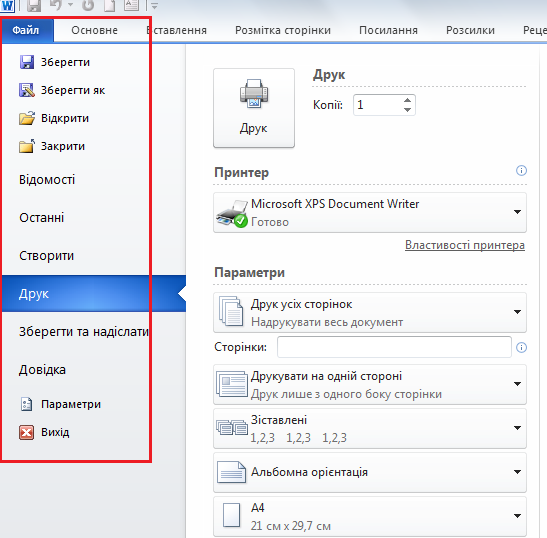 W
Файл Основне Вставлення Розмітка сторінки Посилання Розсилки Реце
Зберегти
Зберегти як
Відкрити
Закрити
Відомості
Останні
Створити
Друк
Зберегти та надіслати
Довідка
Параметри
Вихід
Друк
Друк
Копії: 1
Принтер
Microsoft XPS Document Writer
Готово
Властивості принтера
Параметри
Друк усіх сторінок
Надрукувати весь документ
Сторінки:
Друкувати на одній стороні
Друк лише з одного боку сторінки
Зіставлені
1,2,3 1,2,3 1,2,3
Альбомна орієнтація
A4
21 см x 29,7 см